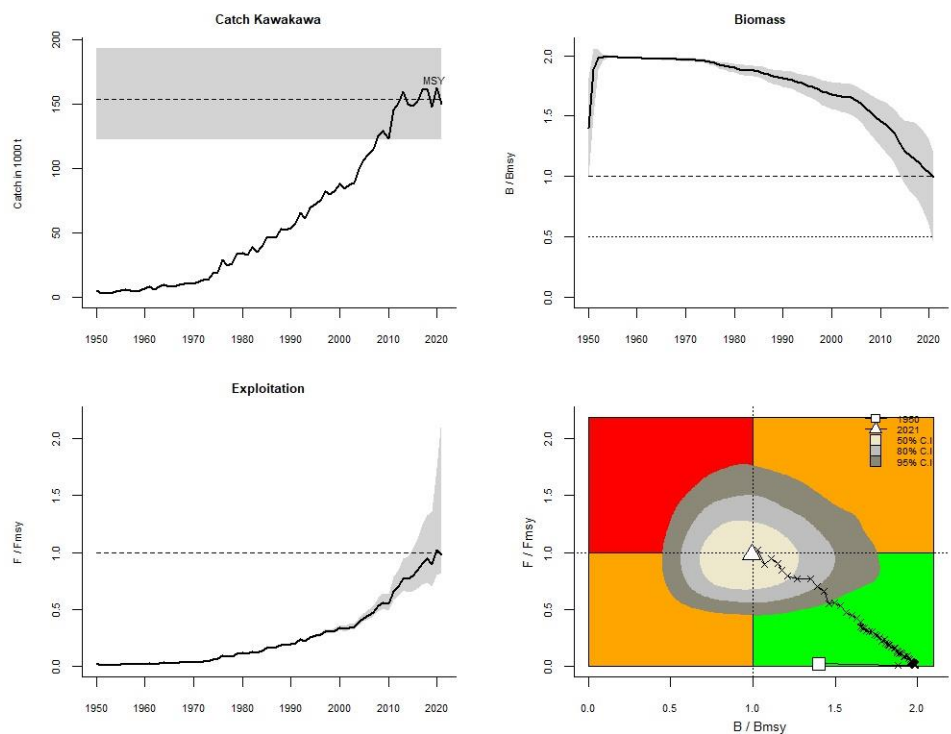 Catch Kawakawa
Catch in 1000 t
200
150
100
50
0
MSY
1950 1960 1970 1980 1990 2000 2010 2020
Biomass
B / Bmsy
2.0
1.5
1.0
0.5
0.0
1950 1960 1970 1980 1990 2000 2010 2020
Exploitation
F / Fmsy
2.0
1.5
1.0
0.5
0.0
1950 1960 1970 1980 1990 2000 2010 2020
F / Fmsy
2.0
1.5
1.0
0.5
0.0
1950
2021
50% C.I
80% C.I
95% C.I
0.0 0.5 1.0 1.5 2.0
B / Bmsy